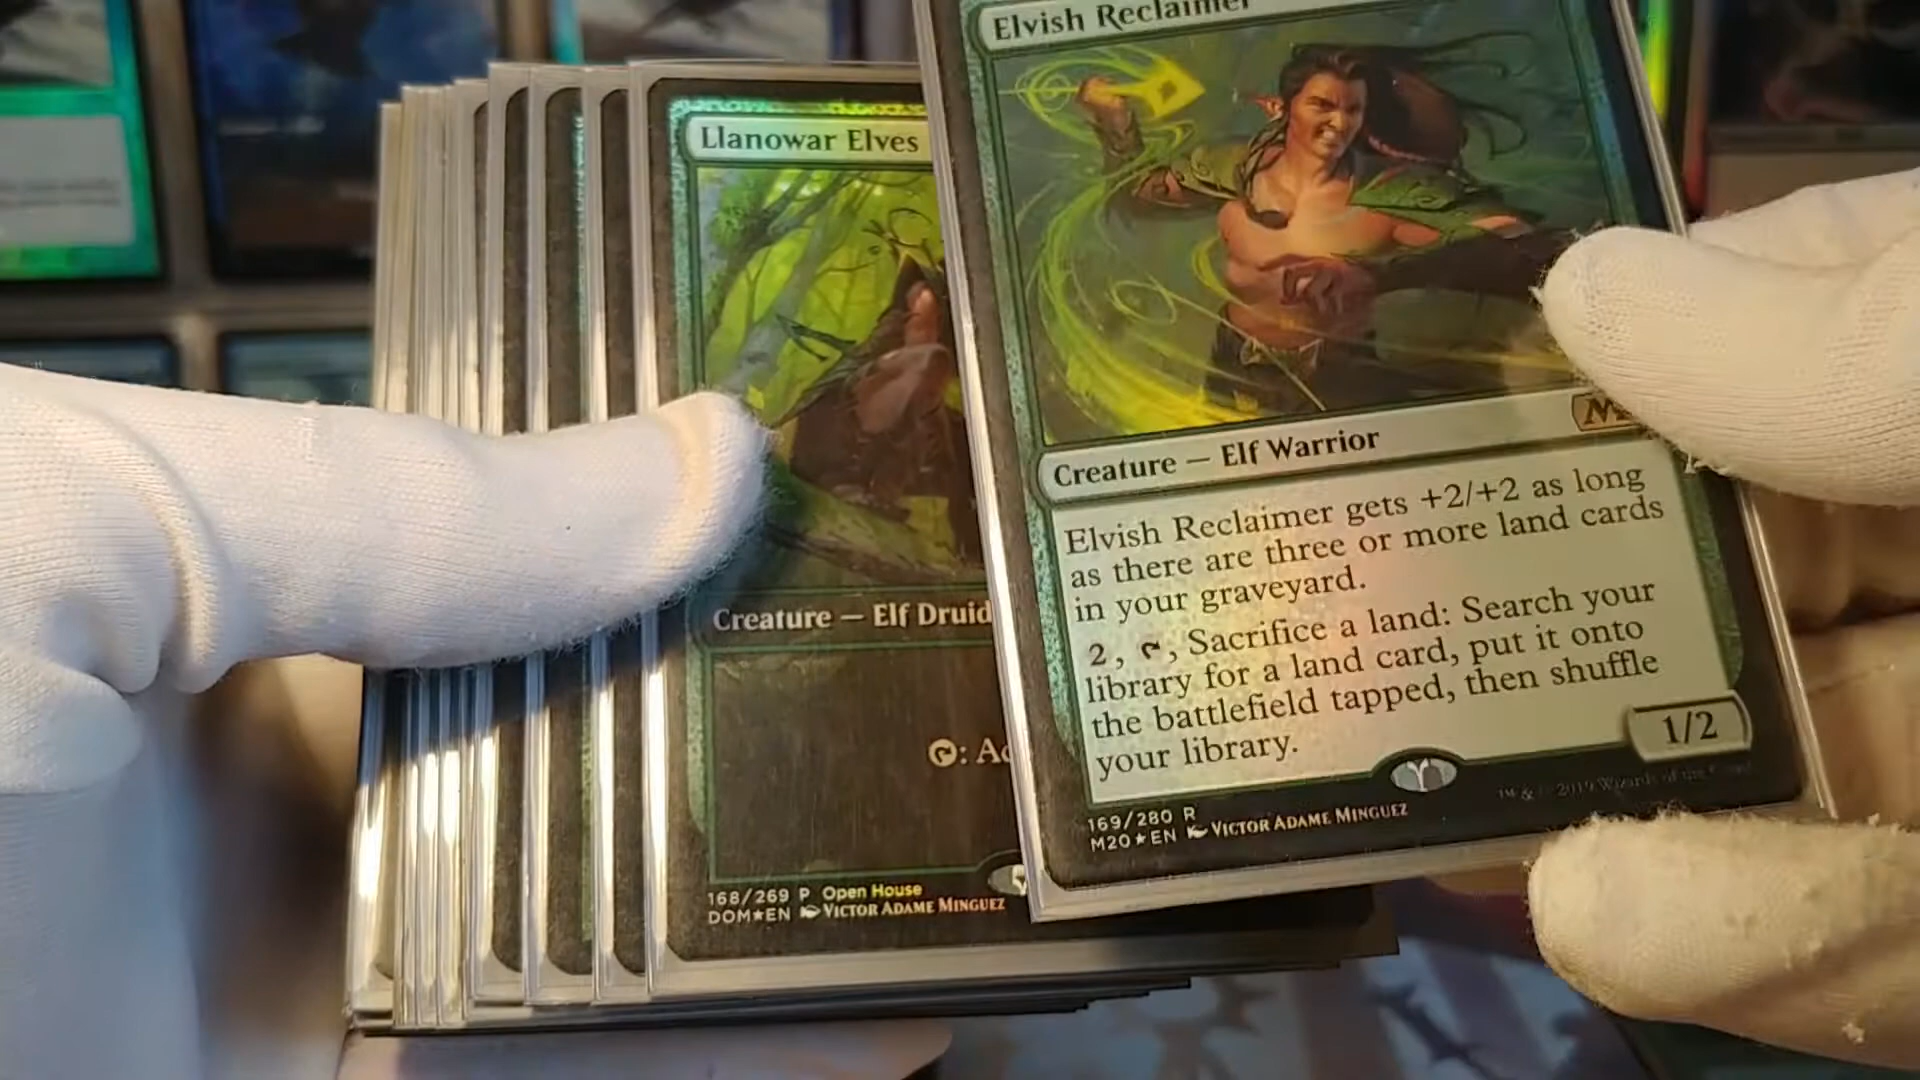 Elvish Reclaimer
Creature — Elf Warrior
Elvish Reclaimer gets +2/+2 as long
as there are three or more land cards
in your graveyard.
2, , Sacrifice a land: Search your
library for a land card, put it onto
the battlefield tapped, then shuffle
your library.
1/2
169/280 R
M20★EN VICTOR ADAME MINGUEZ
™ & © 2019 Wizards of the Coast
Llanowar Elves
Creature — Elf Druid
: Ad
168/269 P Open House
DOM★EN VICTOR ADAME MINGUEZ